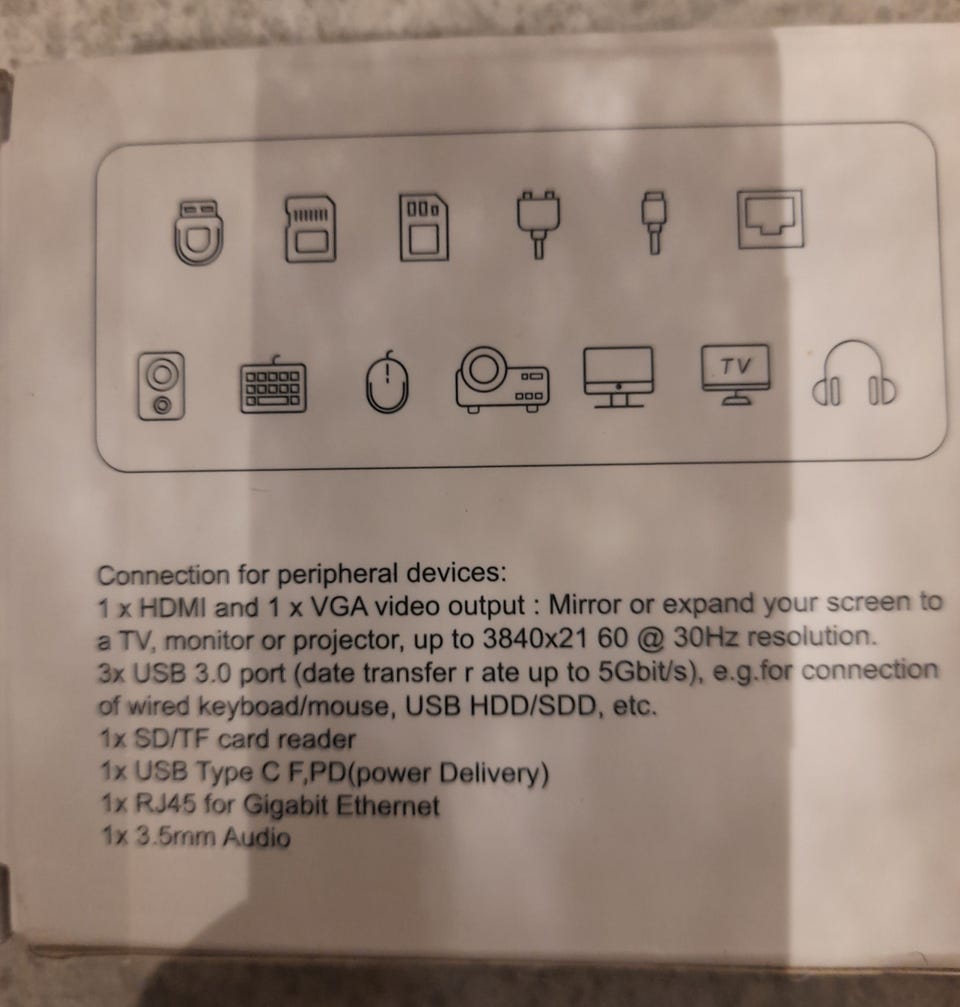 TV
Connection for peripheral devices:
1 x HDMI and 1 x VGA video output : Mirror or expand your screen to
a TV, monitor or projector, up to 3840x21 60 @ 30Hz resolution.
3x USB 3.0 port (date transfer r ate up to 5Gbit/s), e.g.for connection
of wired keyboad/mouse, USB HDD/SDD, etc.
1x SD/TF card reader
1x USB Type C F,PD(power Delivery)
1x RJ45 for Gigabit Ethernet
1x 3.5mm Audio